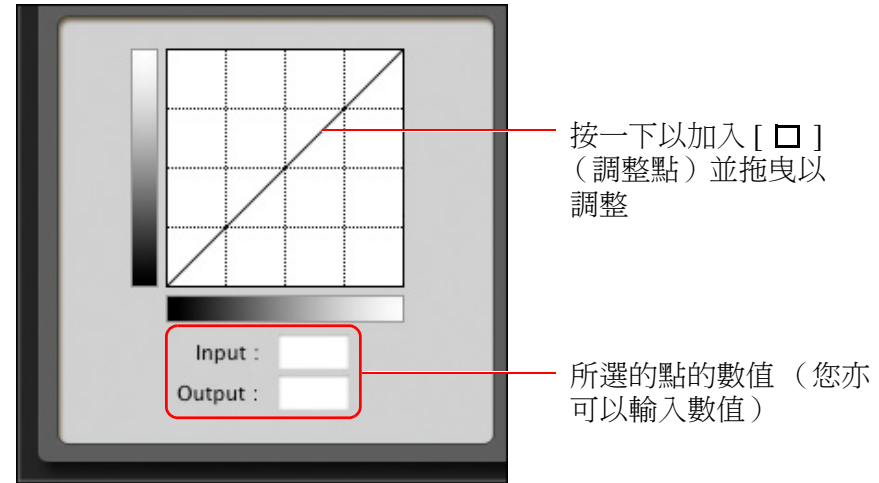 按一下以加入 [ □ ]
（調整點）並拖曳以
調整
Input :
Output :
所選的點的數值 （您亦
可以輸入數值）